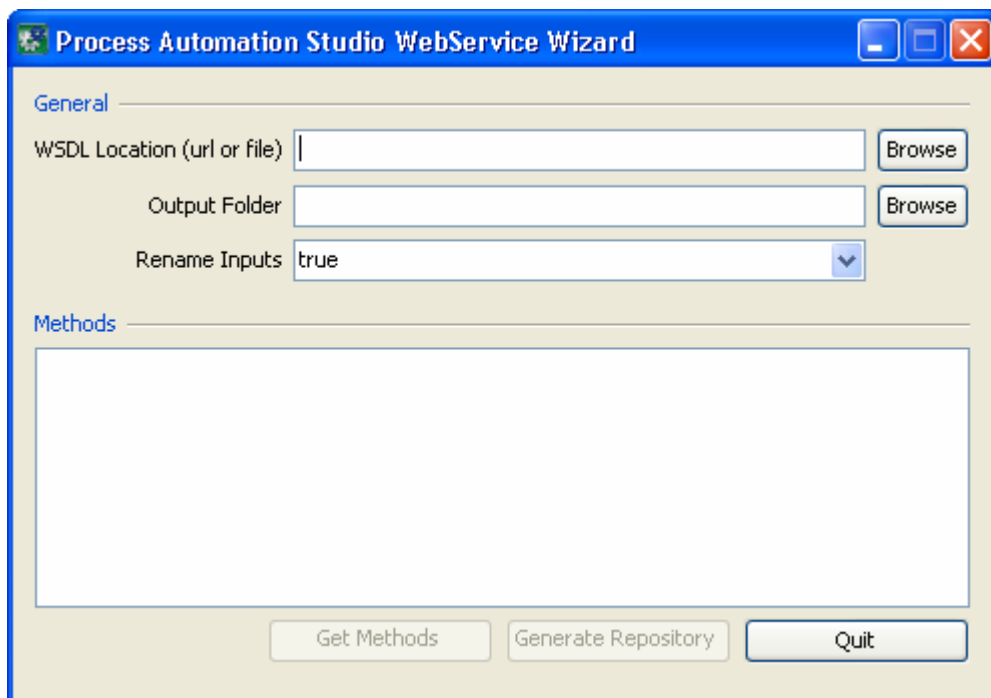 Process Automation Studio WebService Wizard
General
WSDL Location (url or file) Browse
Output Folder Browse
Rename Inputs true
Methods
Get Methods Generate Repository Quit